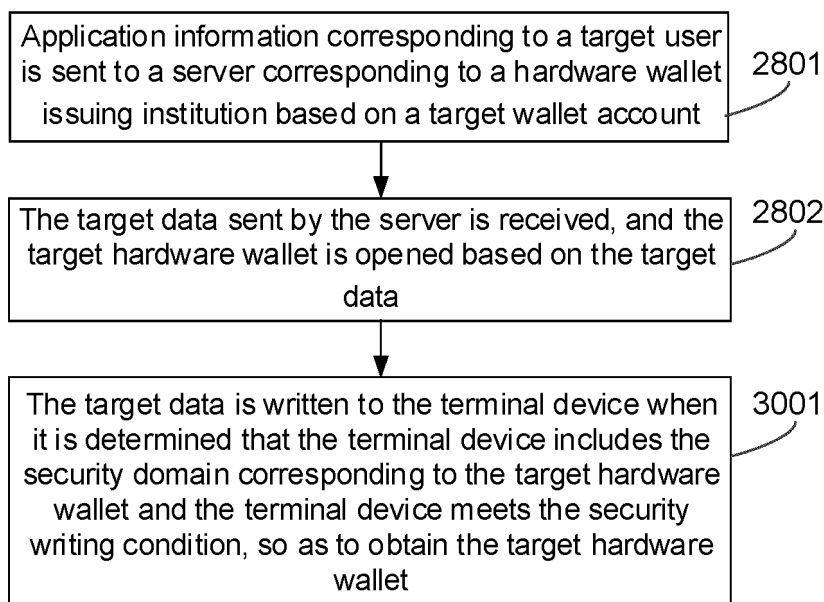 Application information corresponding to a target user
is sent to a server corresponding to a hardware wallet
issuing institution based on a target wallet account
2801
The target data sent by the server is received, and the
target hardware wallet is opened based on the target
data
2802
The target data is written to the terminal device when
it is determined that the terminal device includes the
security domain corresponding to the target hardware
wallet and the terminal device meets the security
writing condition, so as to obtain the target hardware
wallet
3001